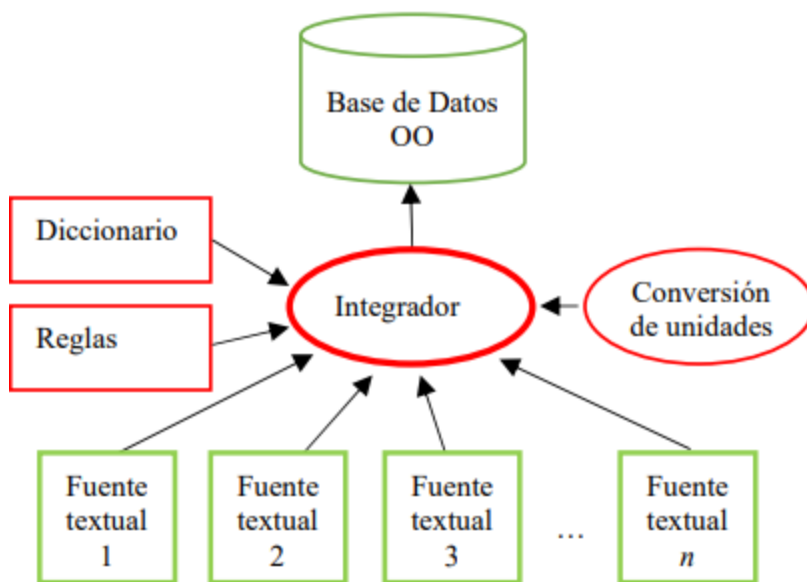 Base de Datos
OO
Diccionario
Integrador
Conversión
de unidades
Reglas
Fuente
textual
1
Fuente
textual
2
Fuente
textual
3
…
Fuente
textual
n